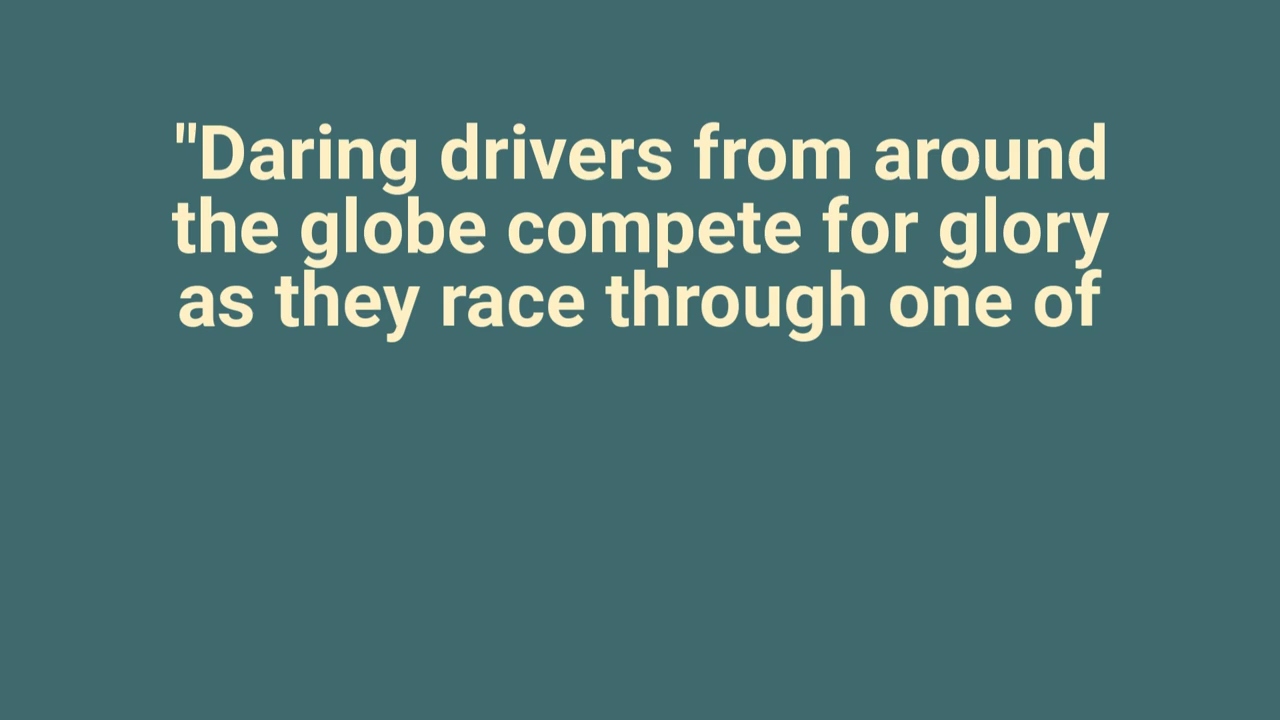 "Daring drivers from around
the globe compete for glory
as they race through one of